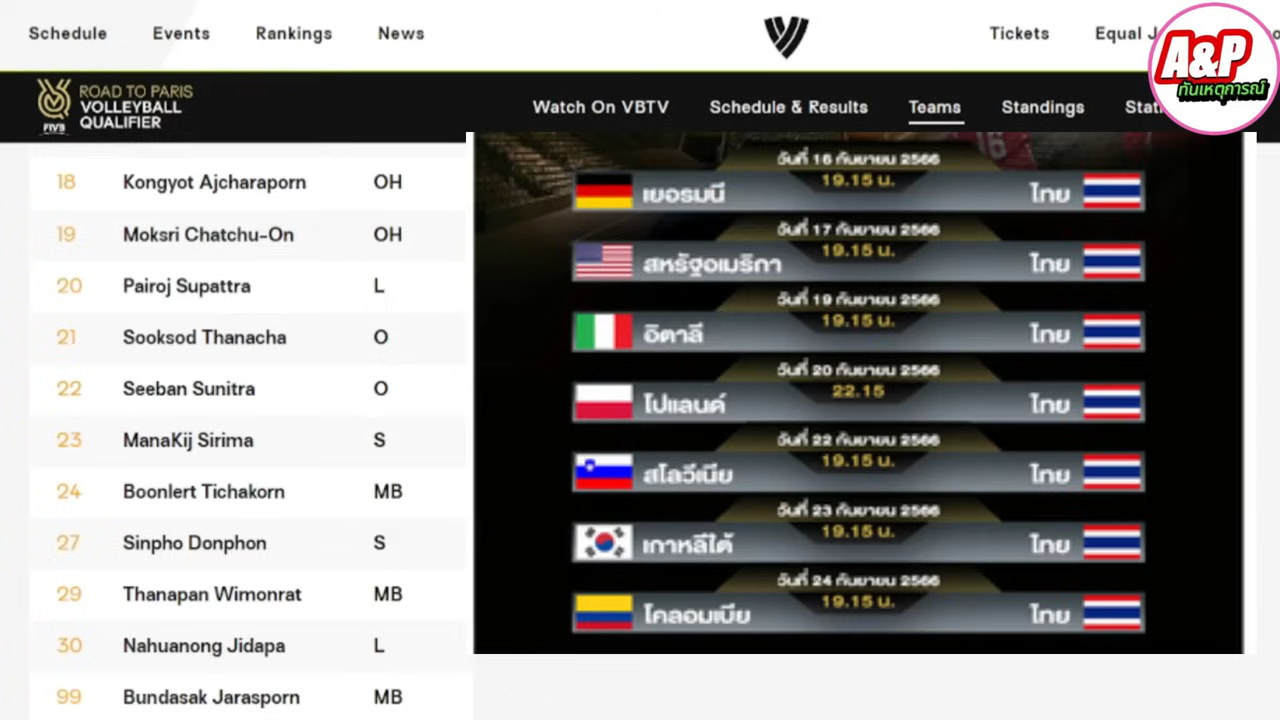 Schedule Events Rankings News Tickets Equal J
A&P
ทันเหตุการณ์
ROAD TO PARIS
VOLLEYBALL
QUALIFIER
FIVB
Watch On VBTV Schedule & Results Teams Standings Stati
18 Kongyot Ajcharaporn OH
19 Moksri Chatchu-On OH
20 Pairoj Supattra L
21 Sooksod Thanacha O
22 Seeban Sunitra O
23 ManaKij Sirima S
24 Boonlert Tichakorn MB
27 Sinpho Donphon S
29 Thanapan Wimonrat MB
30 Nahuanong Jidapa L
99 Bundasak Jarasporn MB
วันที่ 16 กันยายน 2566
19.15 น.
เยอรมนี ไทย
วันที่ 17 กันยายน 2566
19.15 น.
สหรัฐอเมริกา ไทย
วันที่ 19 กันยายน 2566
19.15 น.
อิตาลี ไทย
วันที่ 20 กันยายน 2566
22.15
โปแลนด์ ไทย
วันที่ 22 กันยายน 2566
19.15 น.
สโลวีเนีย ไทย
วันที่ 23 กันยายน 2566
19.15 น.
เกาหลีใต้ ไทย
วันที่ 24 กันยายน 2566
19.15 น.
โคลอมเบีย ไทย